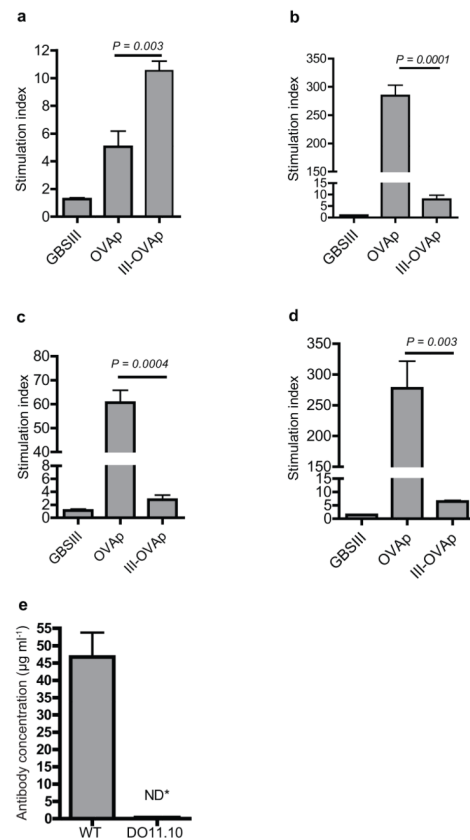 a
P = 0.003
Stimulation index
12
10
8
6
4
2
0
GBSIII
OVAp
III-OVAp
b
P = 0.0001
Stimulation index
350
300
250
200
150
15
10
5
0
GBSIII
OVAp
III-OVAp
c
P = 0.0004
Stimulation index
80
70
60
50
40
8
6
4
2
0
GBSIII
OVAp
III-OVAp
d
P = 0.003
Stimulation index
350
300
250
200
150
15
10
5
0
GBSIII
OVAp
III-OVAp
e
Antibody concentration (µg ml⁻¹)
55
50
45
40
35
30
25
20
15
10
5
0
ND*
WT
DO11.10